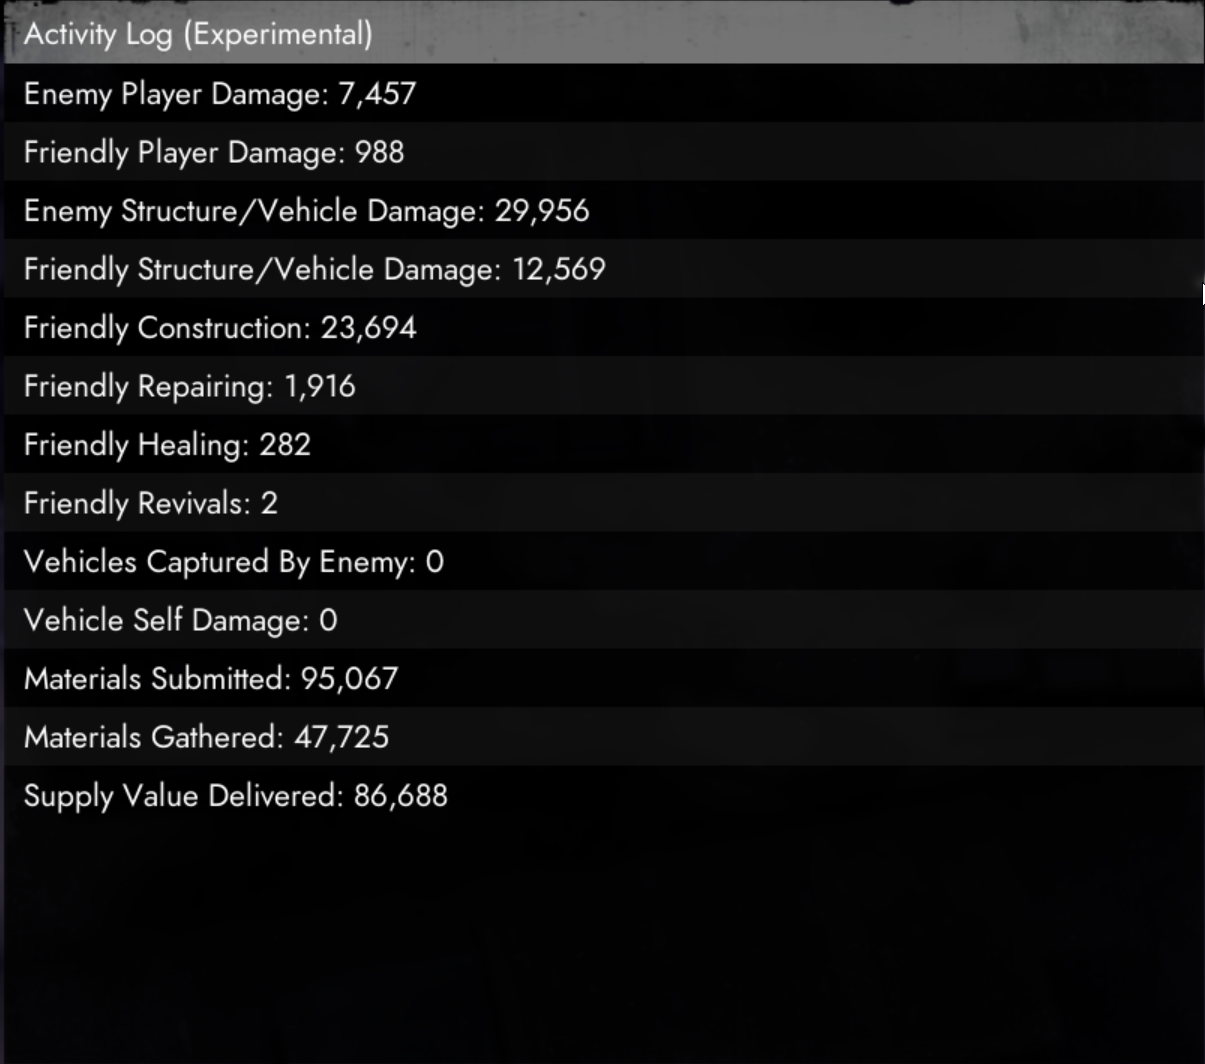 Activity Log (Experimental)
Enemy Player Damage: 7,457
Friendly Player Damage: 988
Enemy Structure/Vehicle Damage: 29,956
Friendly Structure/Vehicle Damage: 12,569
Friendly Construction: 23,694
Friendly Repairing: 1,916
Friendly Healing: 282
Friendly Revivals: 2
Vehicles Captured By Enemy: 0
Vehicle Self Damage: 0
Materials Submitted: 95,067
Materials Gathered: 47,725
Supply Value Delivered: 86,688